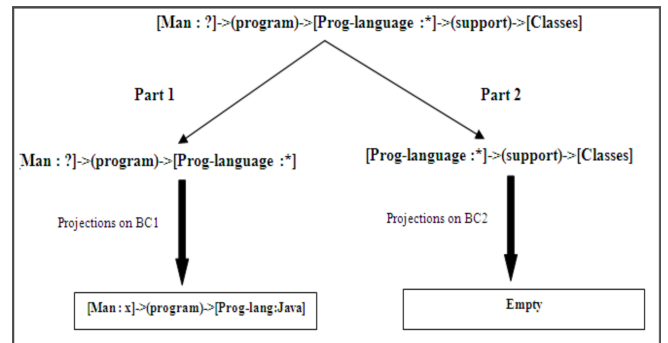 [Man : ?]->(program)->[Prog-language :*]->(support)->[Classes]
Part 1
Part 2
Man : ?]->(program)->[Prog-language :*]
[Prog-language :*]->(support)->[Classes]
Projections on BC1
Projections on BC2
[Man : x]->(program)->[Prog-lang:Java]
Empty